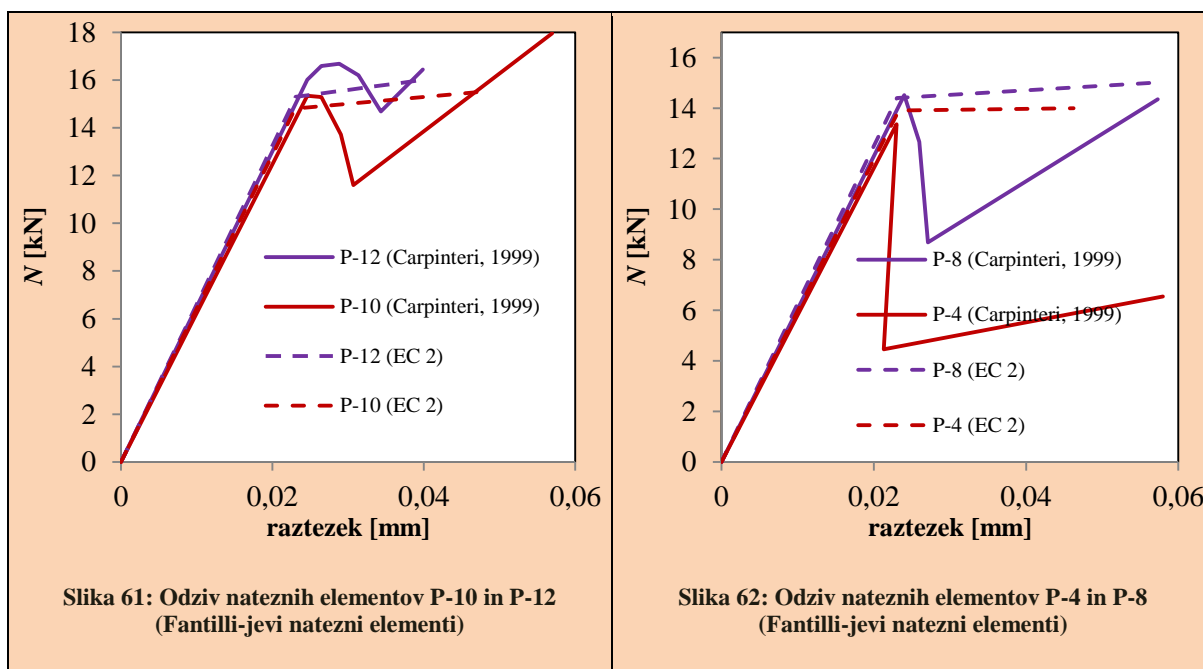 18
16
14
12
10
8
6
4
2
0
N [kN]
P-12 (Carpinteri, 1999)
P-10 (Carpinteri, 1999)
P-12 (EC 2)
P-10 (EC 2)
0
0,02
0,04
0,06
raztezek [mm]
Slika 61: Odziv nateznih elementov P-10 in P-12
(Fantilli-jevi natezni elementi)
16
14
12
10
8
6
4
2
0
N [kN]
P-8 (Carpinteri, 1999)
P-4 (Carpinteri, 1999)
P-8 (EC 2)
P-4 (EC 2)
0
0,02
0,04
0,06
raztezek [mm]
Slika 62: Odziv nateznih elementov P-4 in P-8
(Fantilli-jevi natezni elementi)